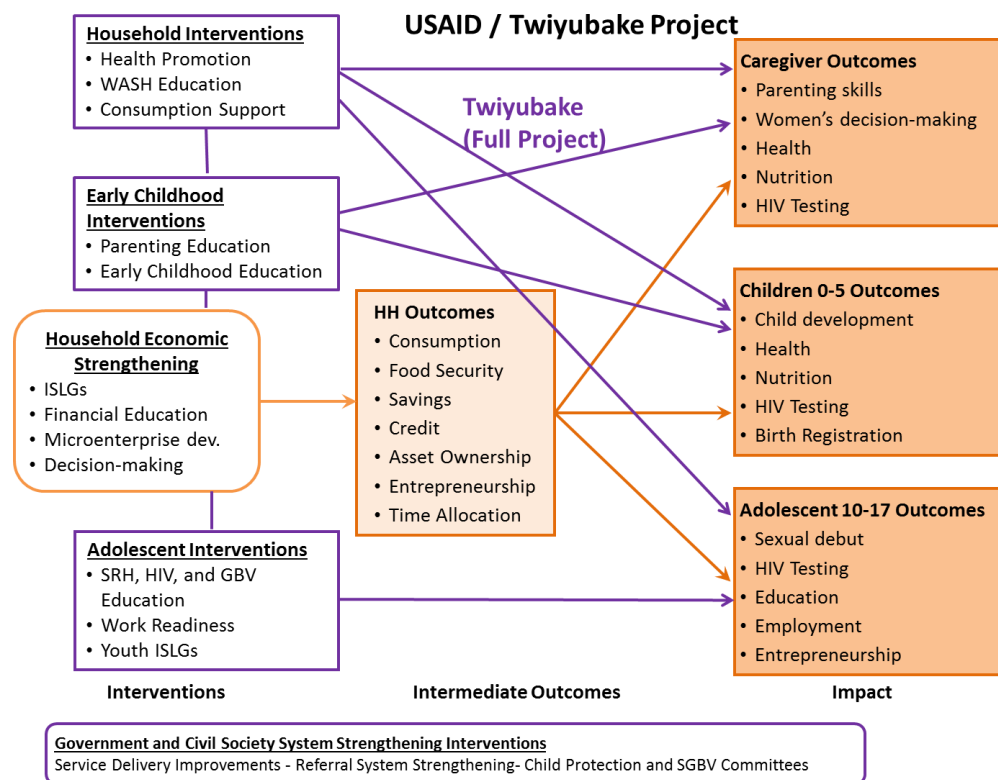 USAID / Twiyubake Project
Household Interventions
• Health Promotion
• WASH Education
• Consumption Support
Twiyubake
(Full Project)
Early Childhood
Interventions
• Parenting Education
• Early Childhood Education
Household Economic
Strengthening
• ISLGs
• Financial Education
• Microenterprise dev.
• Decision-making
Adolescent Interventions
• SRH, HIV, and GBV
Education
• Work Readiness
• Youth ISLGs
HH Outcomes
• Consumption
• Food Security
• Savings
• Credit
• Asset Ownership
• Entrepreneurship
• Time Allocation
Caregiver Outcomes
• Parenting skills
• Women's decision-making
• Health
• Nutrition
• HIV Testing
Children 0-5 Outcomes
• Child development
• Health
• Nutrition
• HIV Testing
• Birth Registration
Adolescent 10-17 Outcomes
• Sexual debut
• HIV Testing
• Education
• Employment
• Entrepreneurship
Interventions
Intermediate Outcomes
Impact
Government and Civil Society System Strengthening Interventions
Service Delivery Improvements - Referral System Strengthening- Child Protection and SGBV Committees